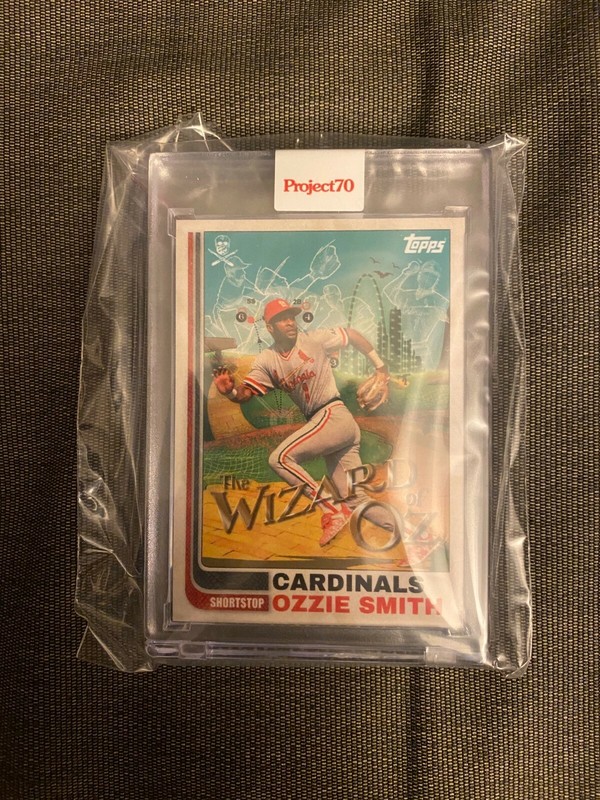 Project70
Topps
The
WIZARD
of
OZ
CARDINALS
SHORTSTOP
OZZIE SMITH